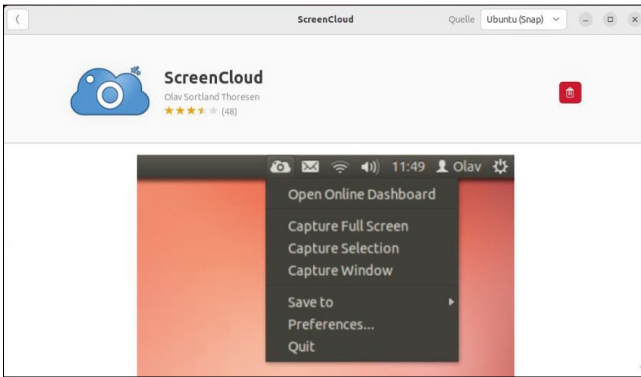 ScreenCloud
Quelle Ubuntu (Snap)
ScreenCloud
Olav Sortland Thoresen
(48)
11:49 Olav
Open Online Dashboard
Capture Full Screen
Capture Selection
Capture Window
Save to
Preferences...
Quit